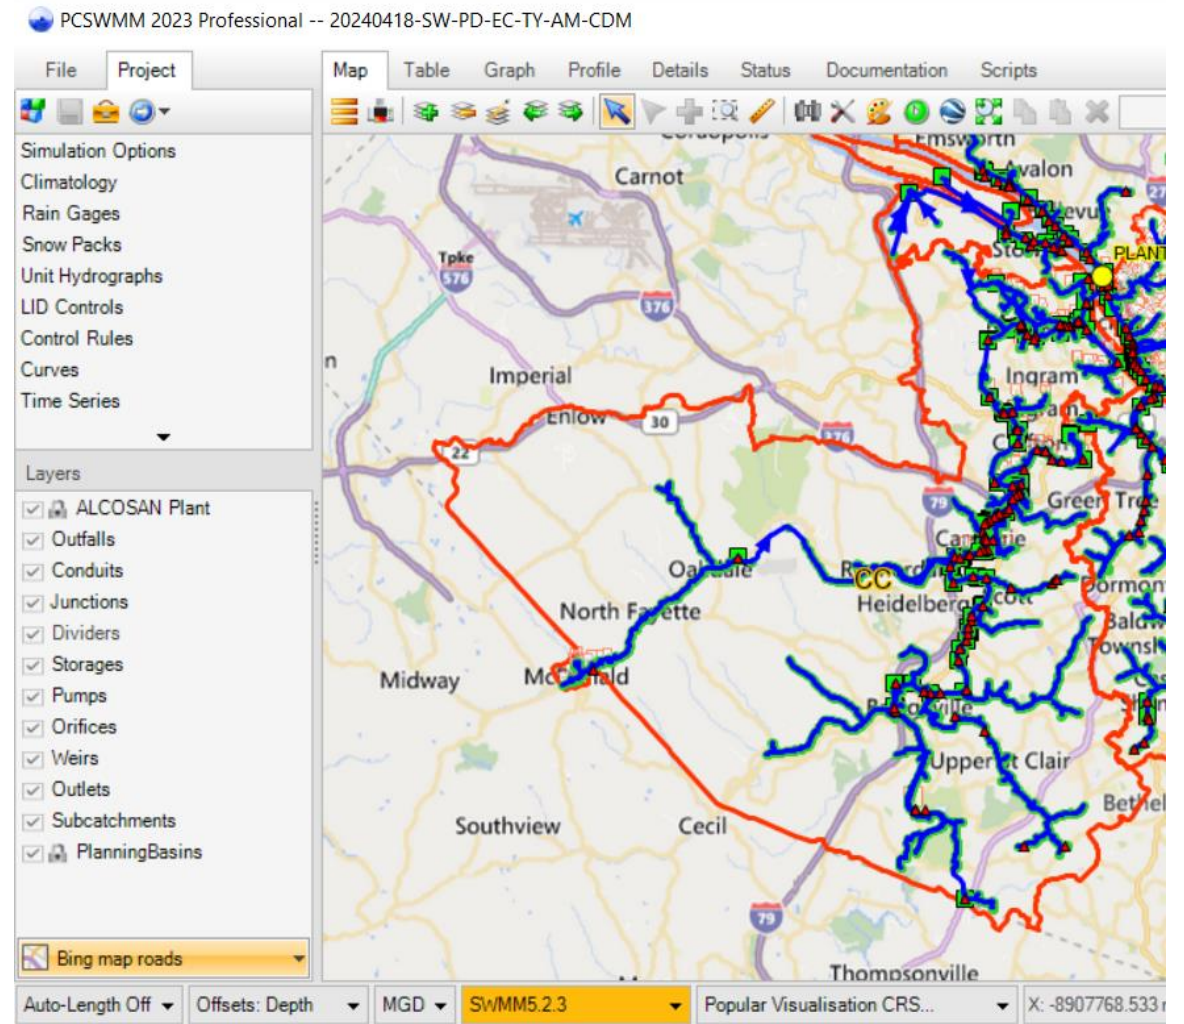 PCSWMM 2023 Professional -- 20240418-SW-PD-EC-TY-AM-CDM
File Project
Map Table Graph Profile Details Status Documentation Scripts
Simulation Options
Climatology
Rain Gages
Snow Packs
Unit Hydrographs
LID Controls
Control Rules
Curves
Time Series
Layers
ALCOSAN Plant
Outfalls
Conduits
Junctions
Dividers
Storages
Pumps
Orifices
Weirs
Outlets
Subcatchments
PlanningBasins
Bing map roads
Emsworth
Carnot
Avalon
Tpke
576
376
PLANT
Imperial
Ingram
Enlow
30
22
376
79
Green Tree
CC
Heidelberg
North Fayette
Midway
Upper St Clair
Southview
Cecil
79
Thompsonville
Auto-Length Off Offsets: Depth MGD SWMM5.2.3 Popular Visualisation CRS... X: -8907768.533